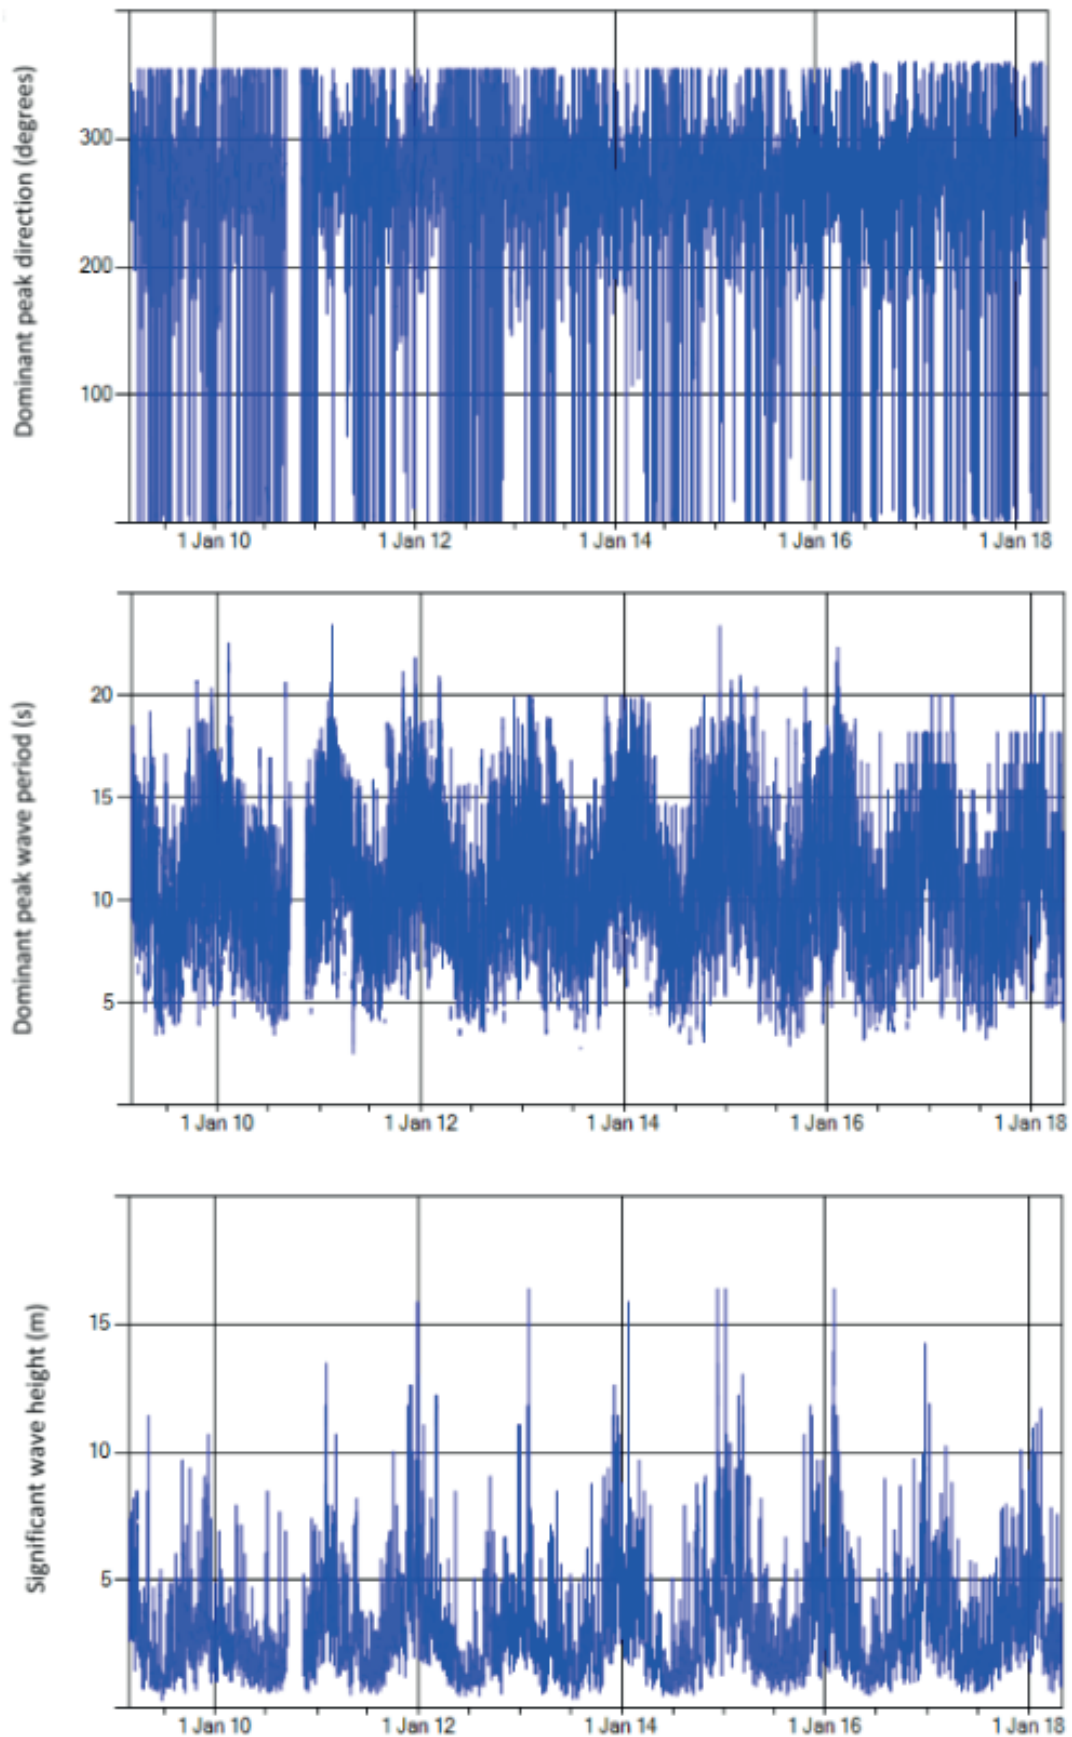 Dominant peak direction (degrees)
300
200
100
1 Jan 10
1 Jan 12
1 Jan 14
1 Jan 16
1 Jan 18
Dominant peak wave period (s)
20
15
10
5
1 Jan 10
1 Jan 12
1 Jan 14
1 Jan 16
1 Jan 18
Significant wave height (m)
15
10
5
1 Jan 10
1 Jan 12
1 Jan 14
1 Jan 16
1 Jan 18